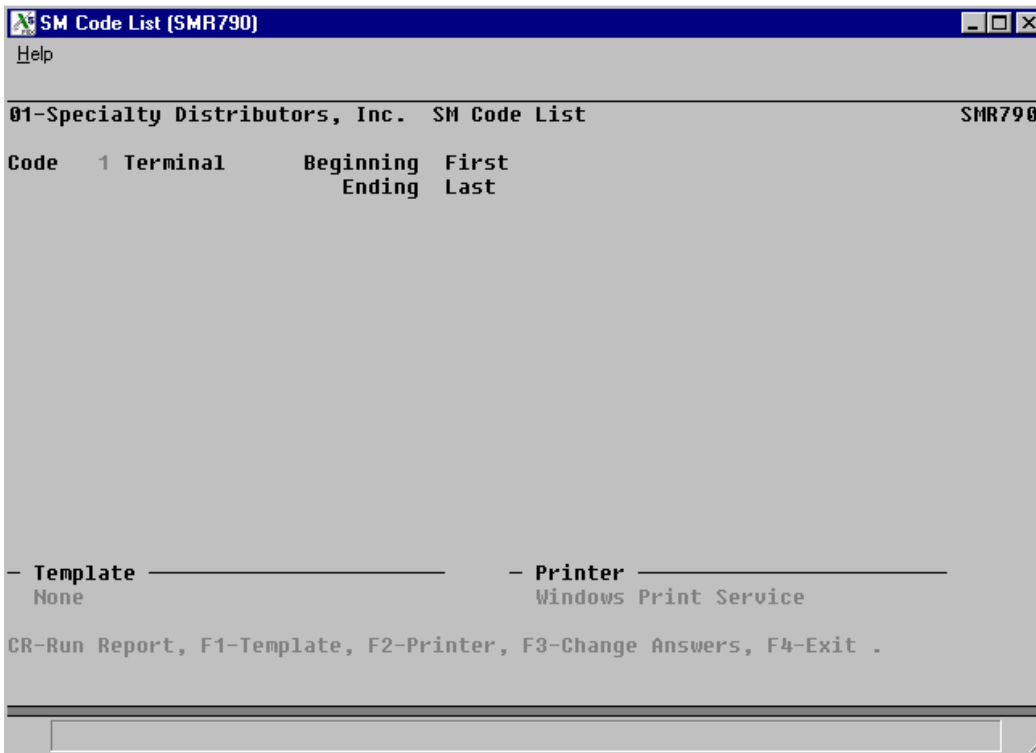 SM Code List (SMR790)
Help
01-Specialty Distributors, Inc. SM Code List SMR790
Code 1 Terminal Beginning First
Ending Last
Template Printer
None Windows Print Service
CR-Run Report, F1-Template, F2-Printer, F3-Change Answers, F4-Exit .